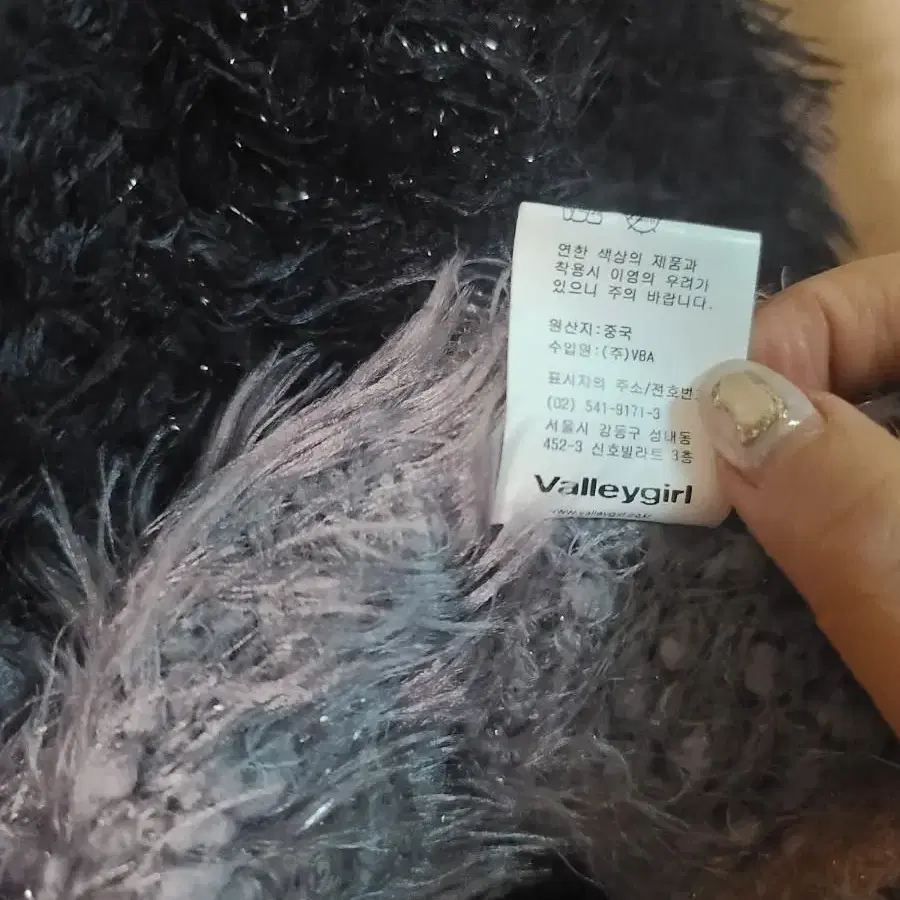 연한 색상의 제품과
착용시 이염의 우려가
있으니 주의 바랍니다.
원산지:중국
수입원:(주)VBA
표시자의 주소/전호번
(02) 541-9171-3
서울시 강동구 성내동
452-3 신호빌라트 3층
Valleygirl